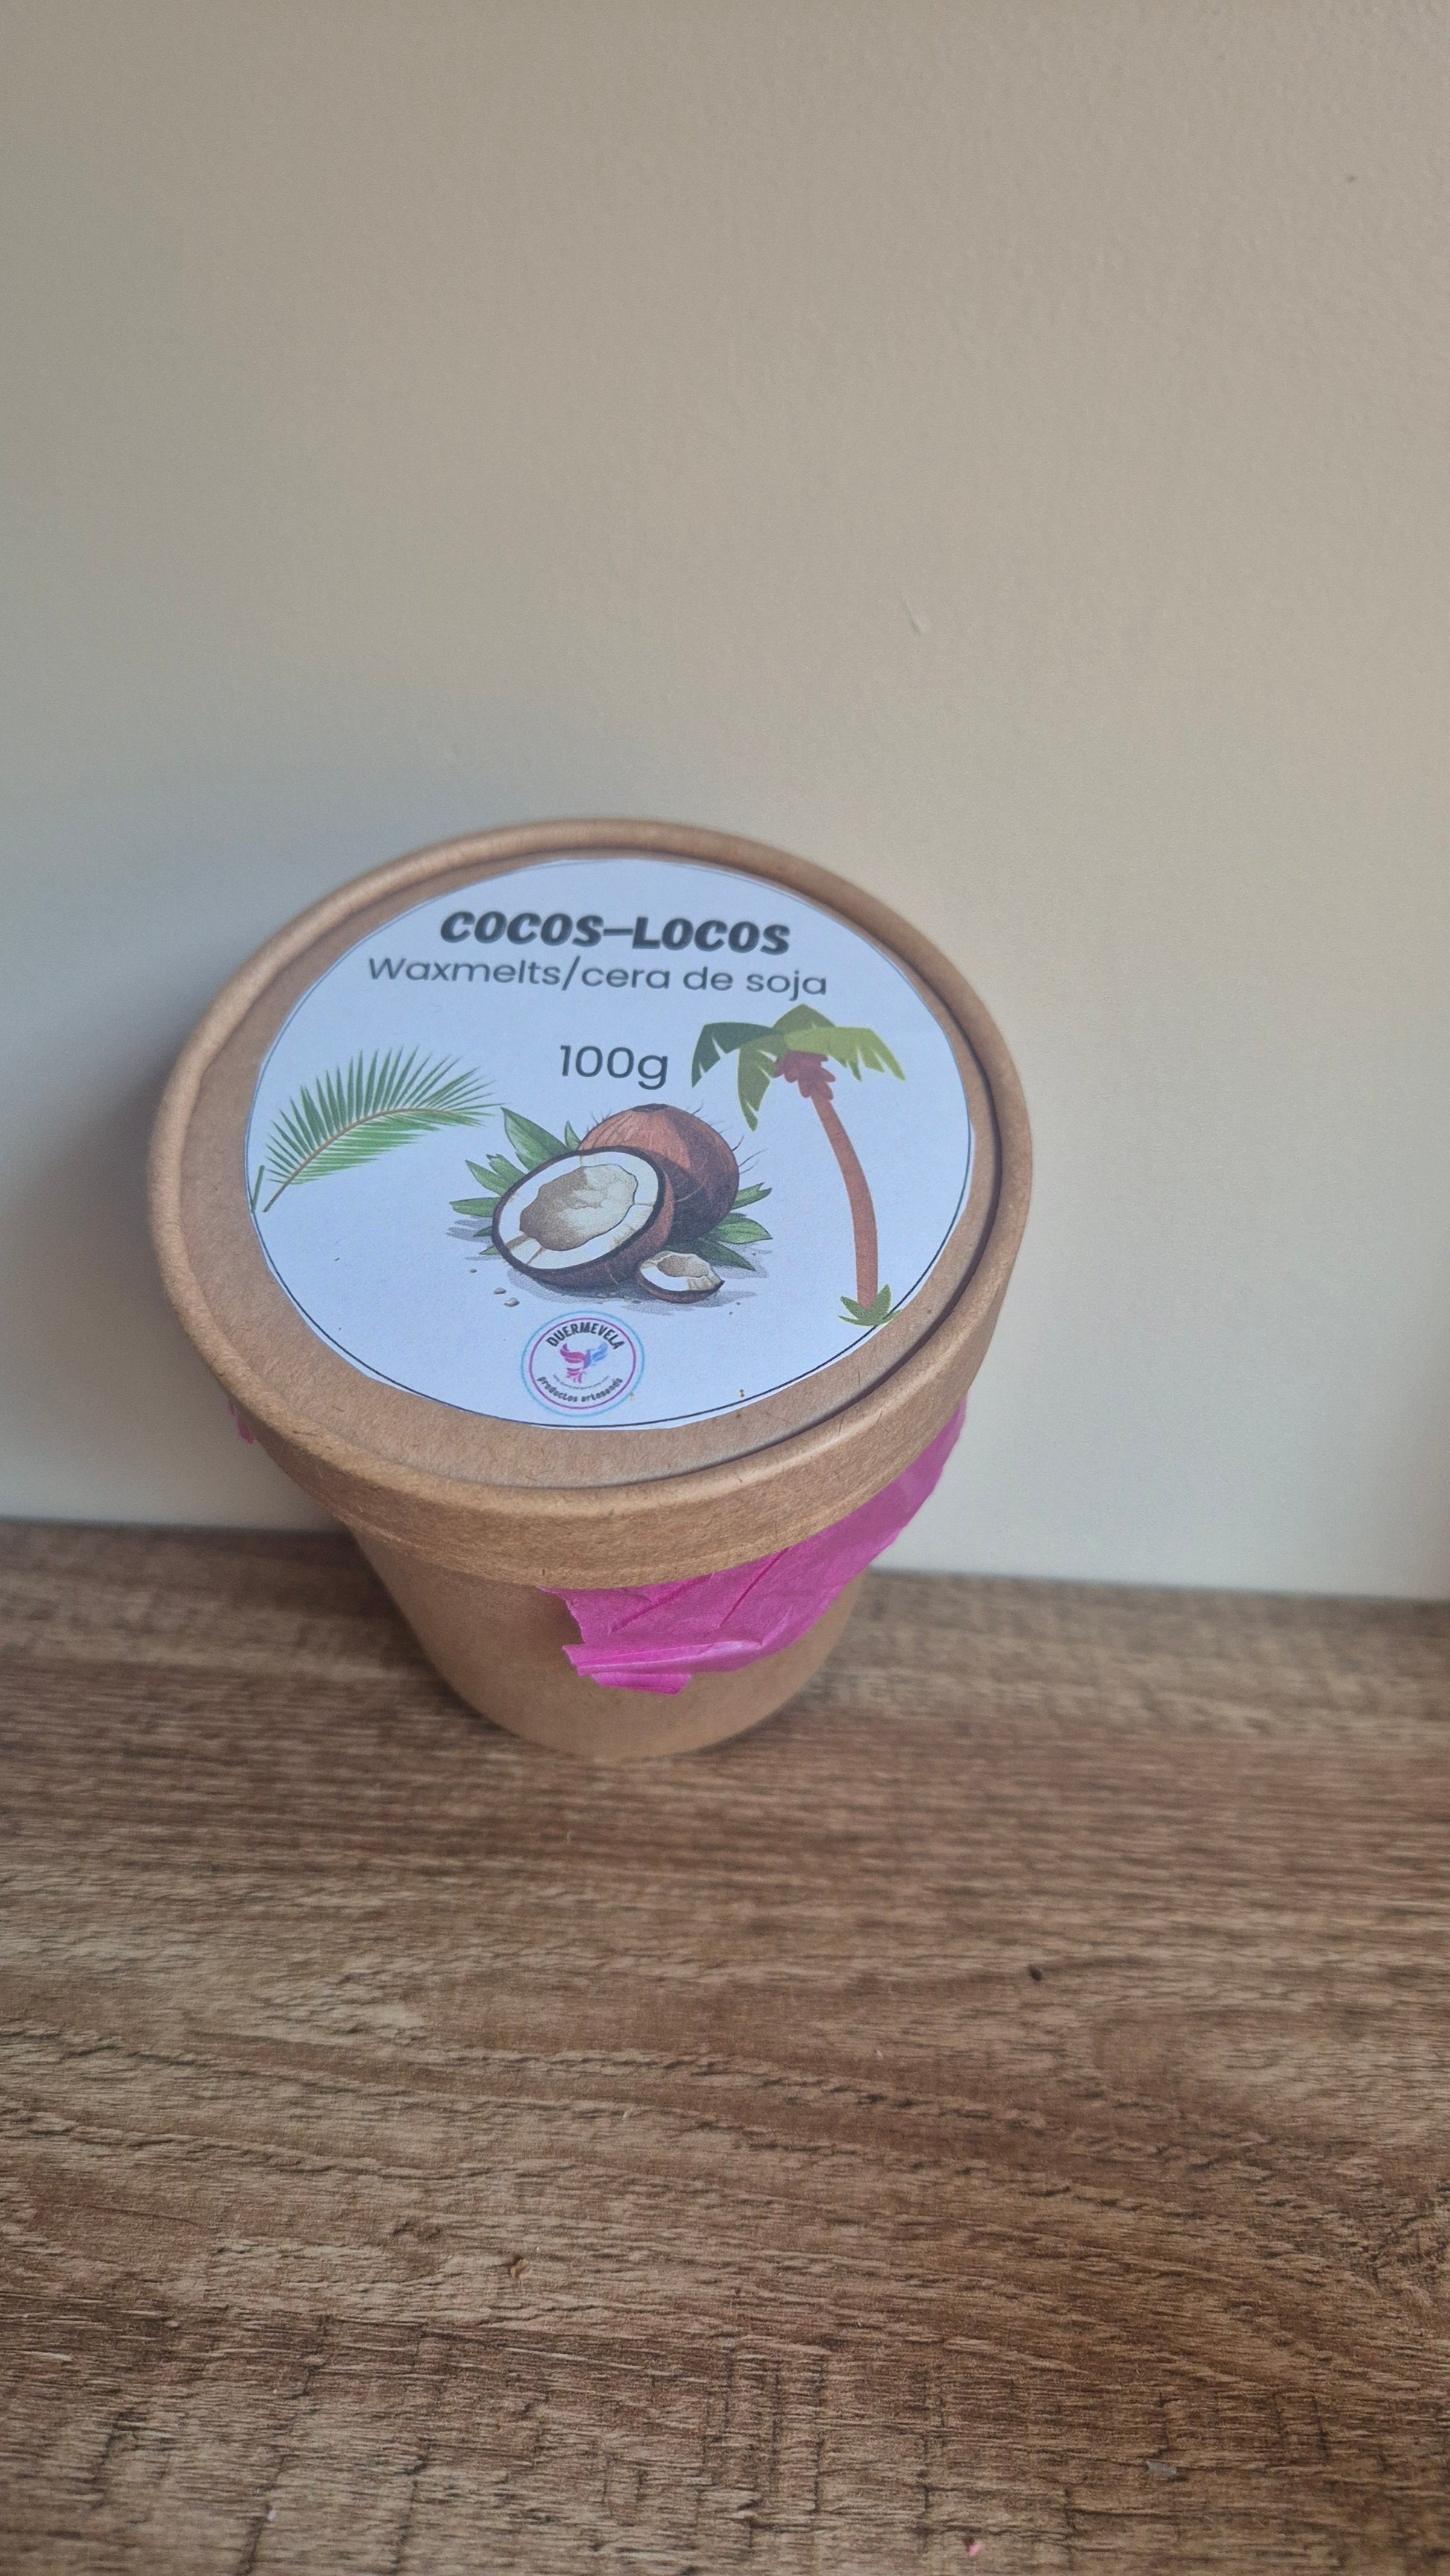 COCOS-LOCOS
Waxmelts/cera de soja
100g
DUERMEVELA
productos artesanos